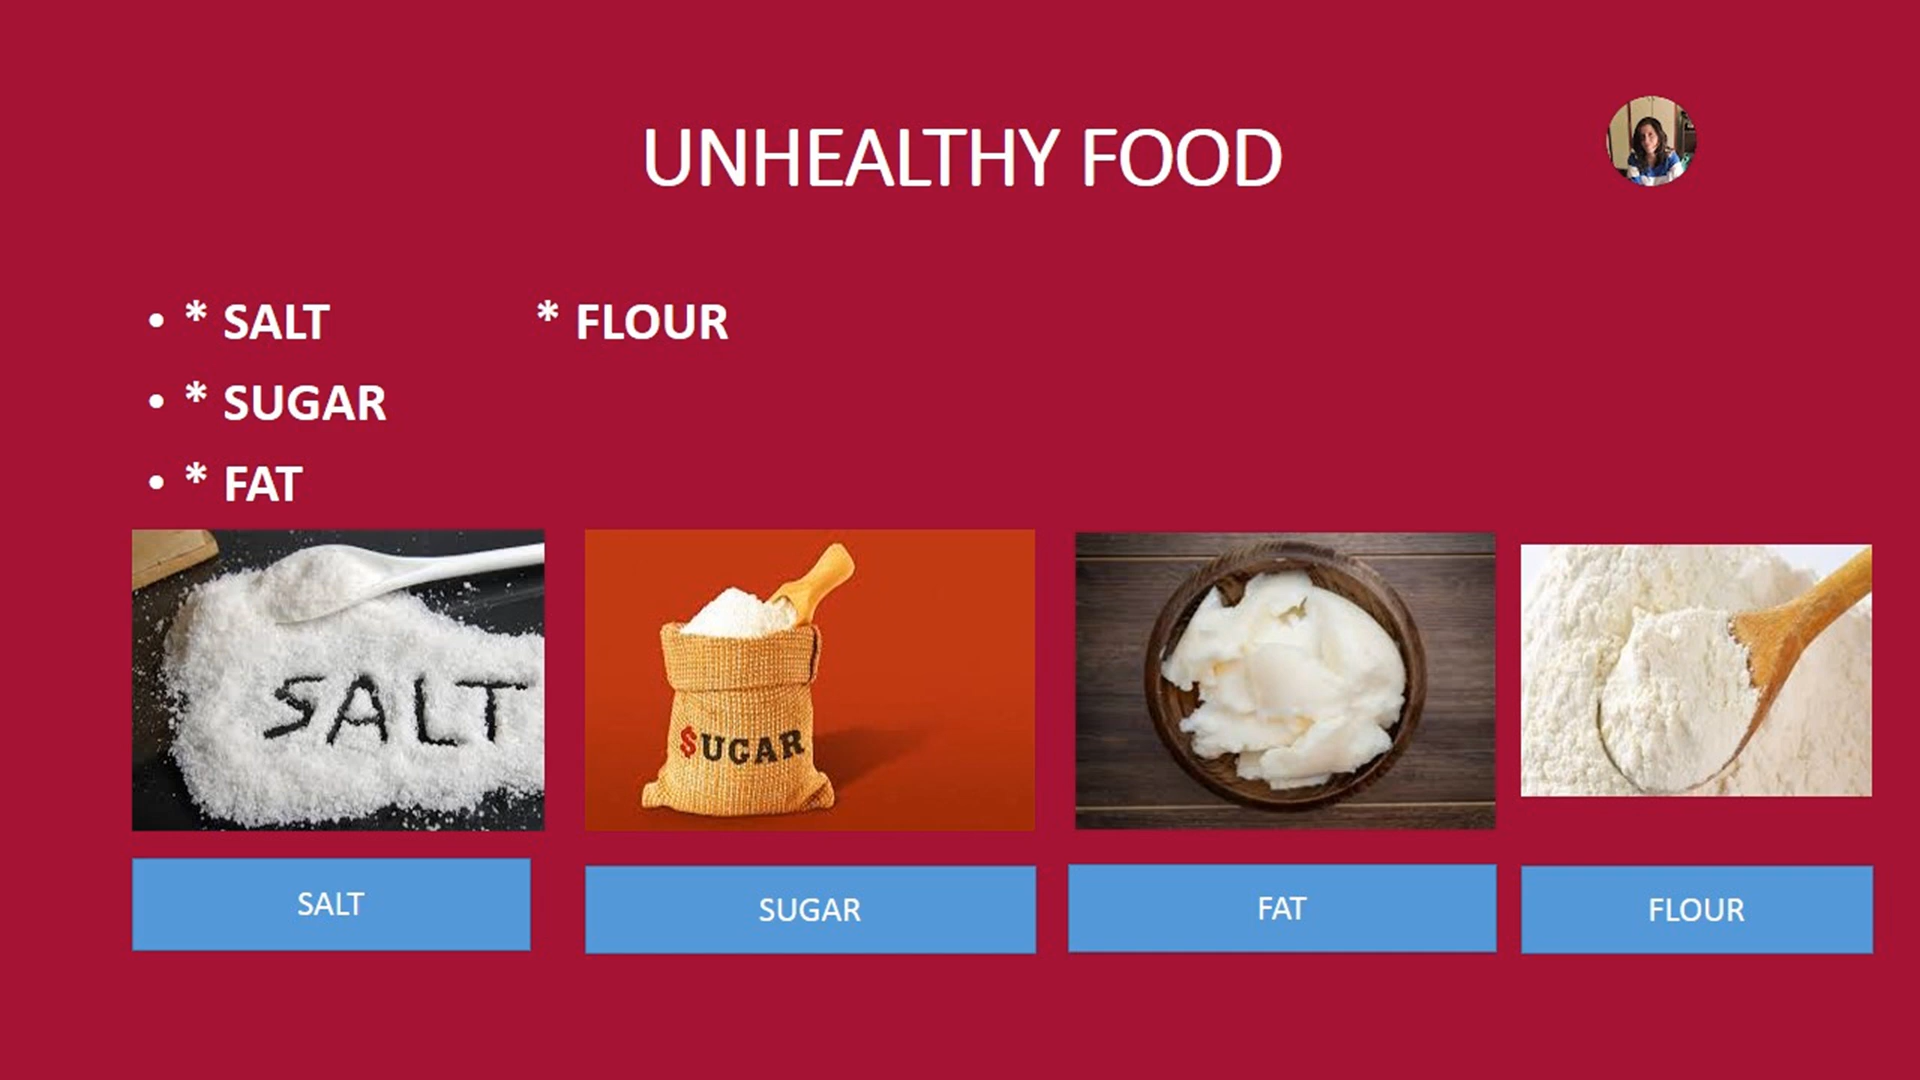 UNHEALTHY FOOD
• * SALT * FLOUR
• * SUGAR
• * FAT
SALT
$UGAR
SALT
SUGAR
FAT
FLOUR